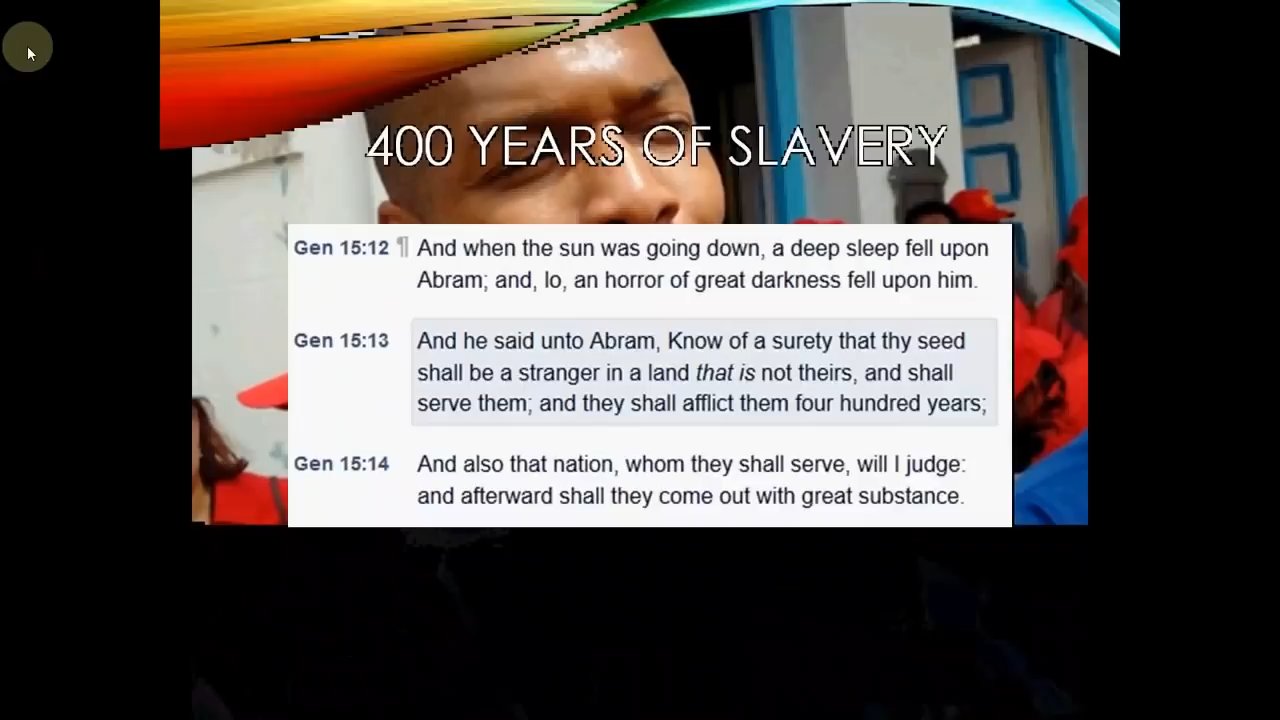 400 YEARS OF SLAVERY
Gen 15:12 ¶ And when the sun was going down, a deep sleep fell upon
Abram; and, lo, an horror of great darkness fell upon him.
Gen 15:13 And he said unto Abram, Know of a surety that thy seed
shall be a stranger in a land that is not theirs, and shall
serve them; and they shall afflict them four hundred years;
Gen 15:14 And also that nation, whom they shall serve, will I judge:
and afterward shall they come out with great substance.